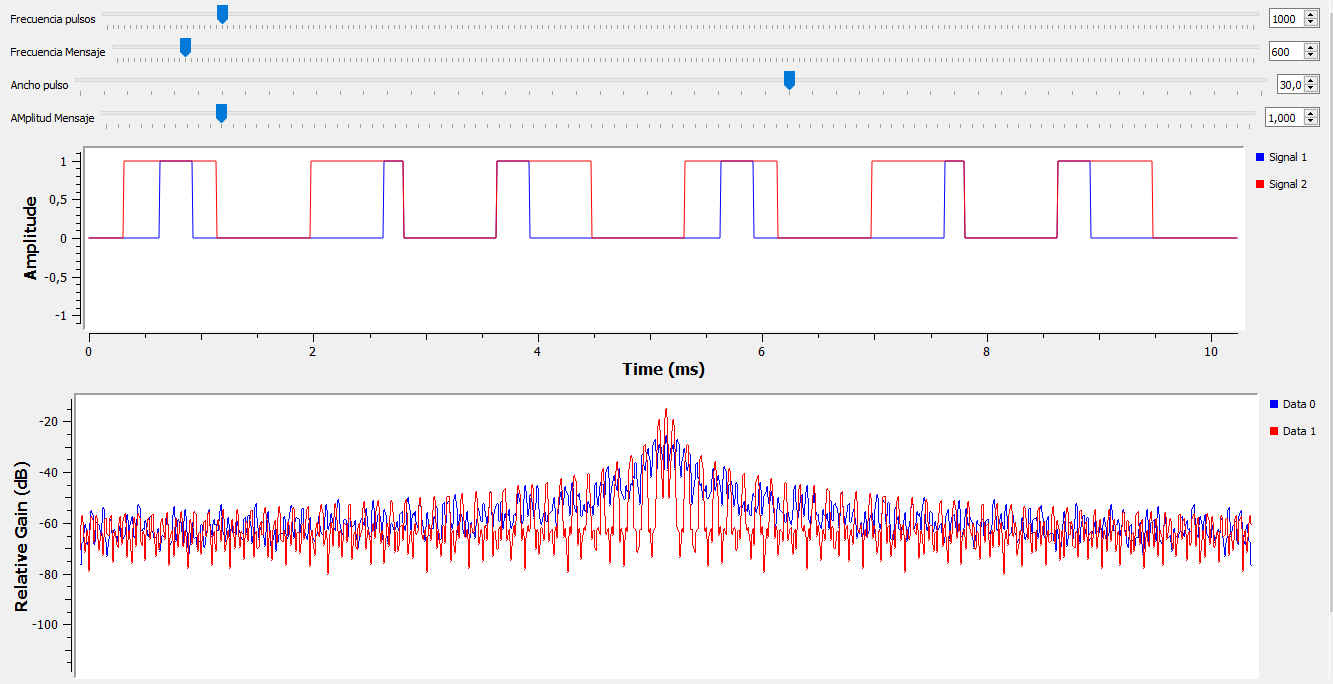 Frecuencia pulsos 1000
Frecuencia Mensaje 600
Ancho pulso 30,0
AMplitud Mensaje 1,000
Signal 1
Signal 2
Amplitude
1
0,5
0
-0,5
-1
0 2 4 6 8 10
Time (ms)
Data 0
Data 1
Relative Gain (dB)
-20
-40
-60
-80
-100